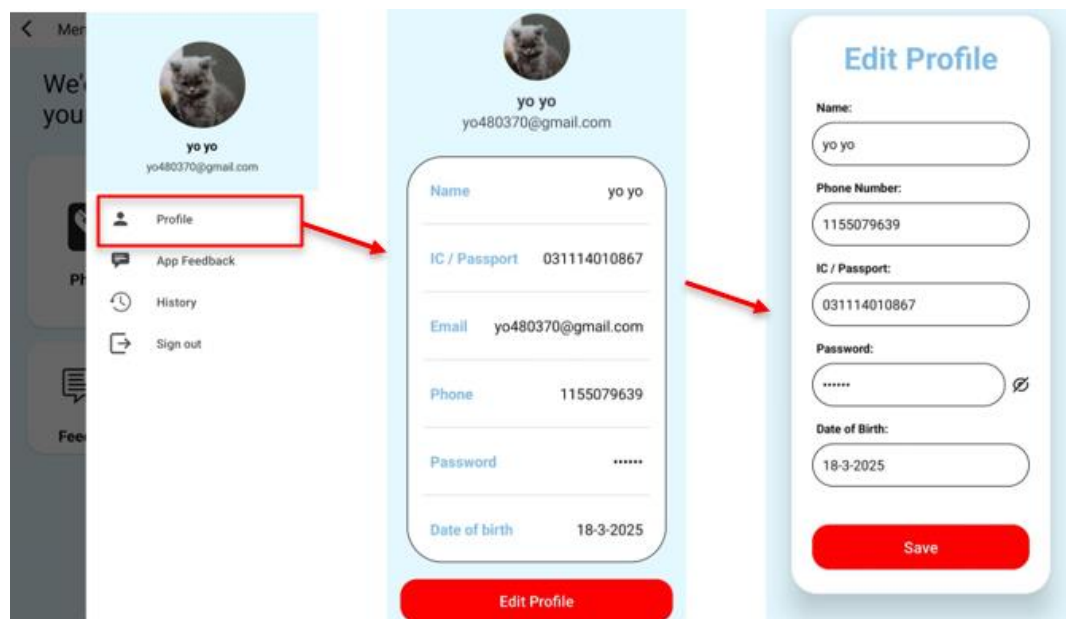 We'
you
yo yo
yo480370@gmail.com
Profile
App Feedback
History
Sign out
yo yo
yo480370@gmail.com
Name yo yo
IC / Passport 031114010867
Email yo480370@gmail.com
Phone 1155079639
Password ••••••
Date of birth 18-3-2025
Edit Profile
Edit Profile
Name:
yo yo
Phone Number:
1155079639
IC / Passport:
031114010867
Password:
••••••
Date of Birth:
18-3-2025
Save